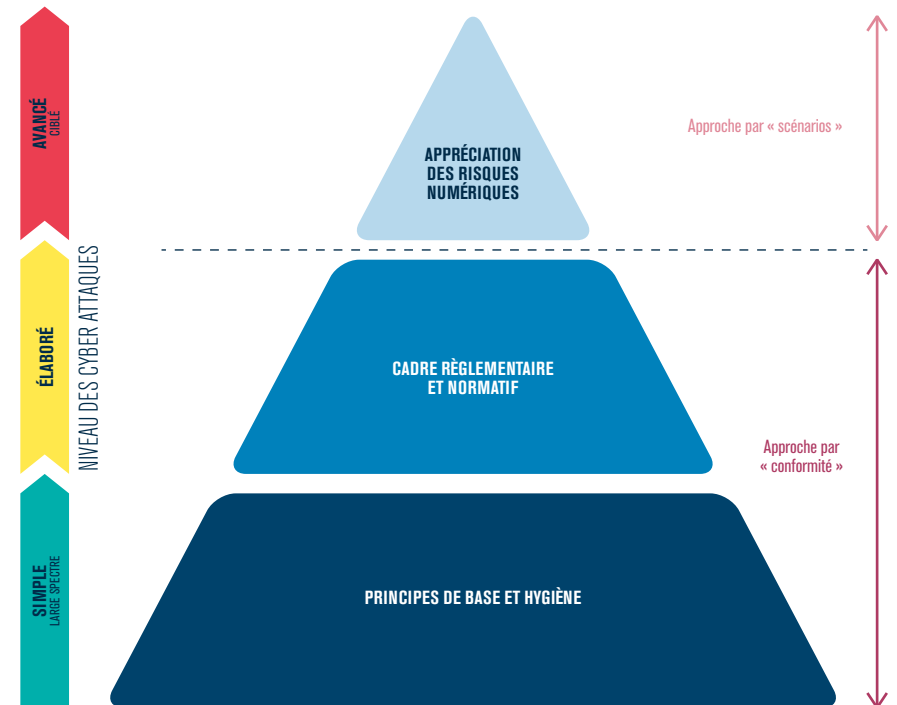 AVANCÉ
CIBLÉ
APPRÉCIATION
DES RISQUES
NUMÉRIQUES
Approche par « scénarios »
NIVEAU DES CYBER ATTAQUES
ÉLABORÉ
CADRE RÈGLEMENTAIRE
ET NORMATIF
Approche par
« conformité »
SIMPLE
LARGE SPECTRE
PRINCIPES DE BASE ET HYGIÈNE